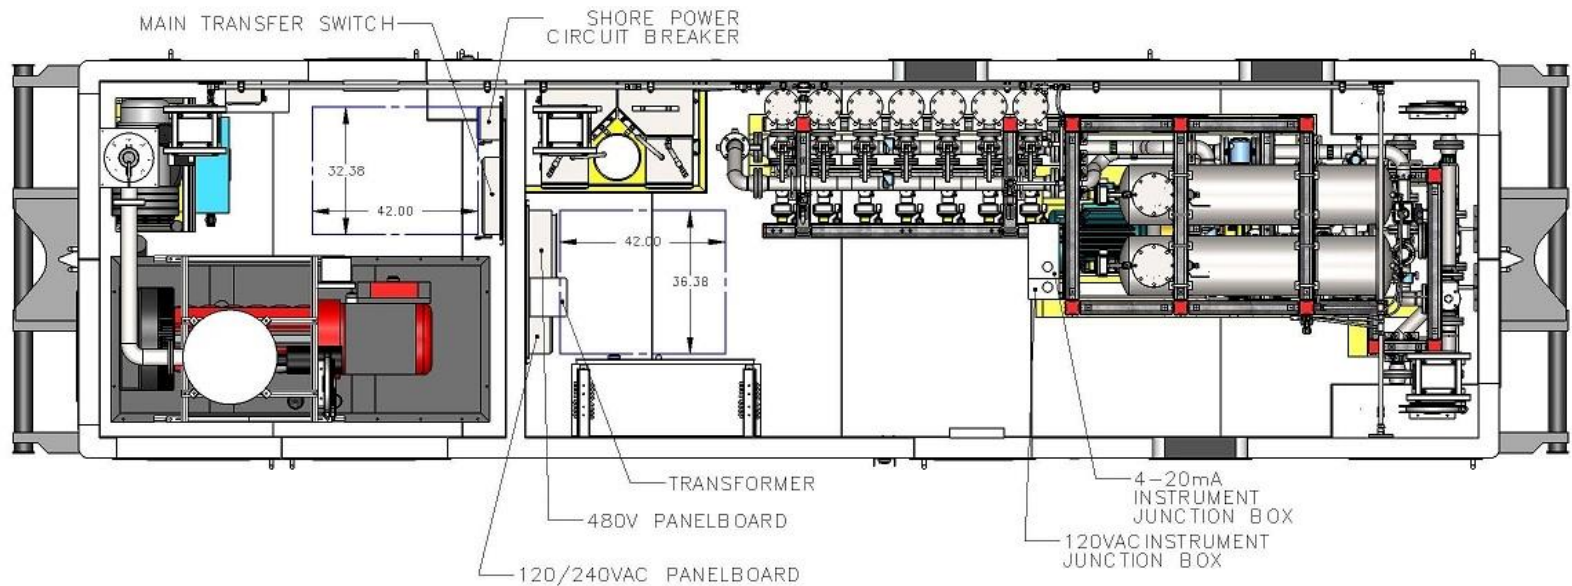 MAIN TRANSFER SWITCH
SHORE POWER
CIRCUIT BREAKER
32.38
42.00
42.00
36.38
TRANSFORMER
480V PANELBOARD
120/240VAC PANELBOARD
4-20mA
INSTRUMENT
JUNCTION BOX
120VAC INSTRUMENT
JUNCTION BOX